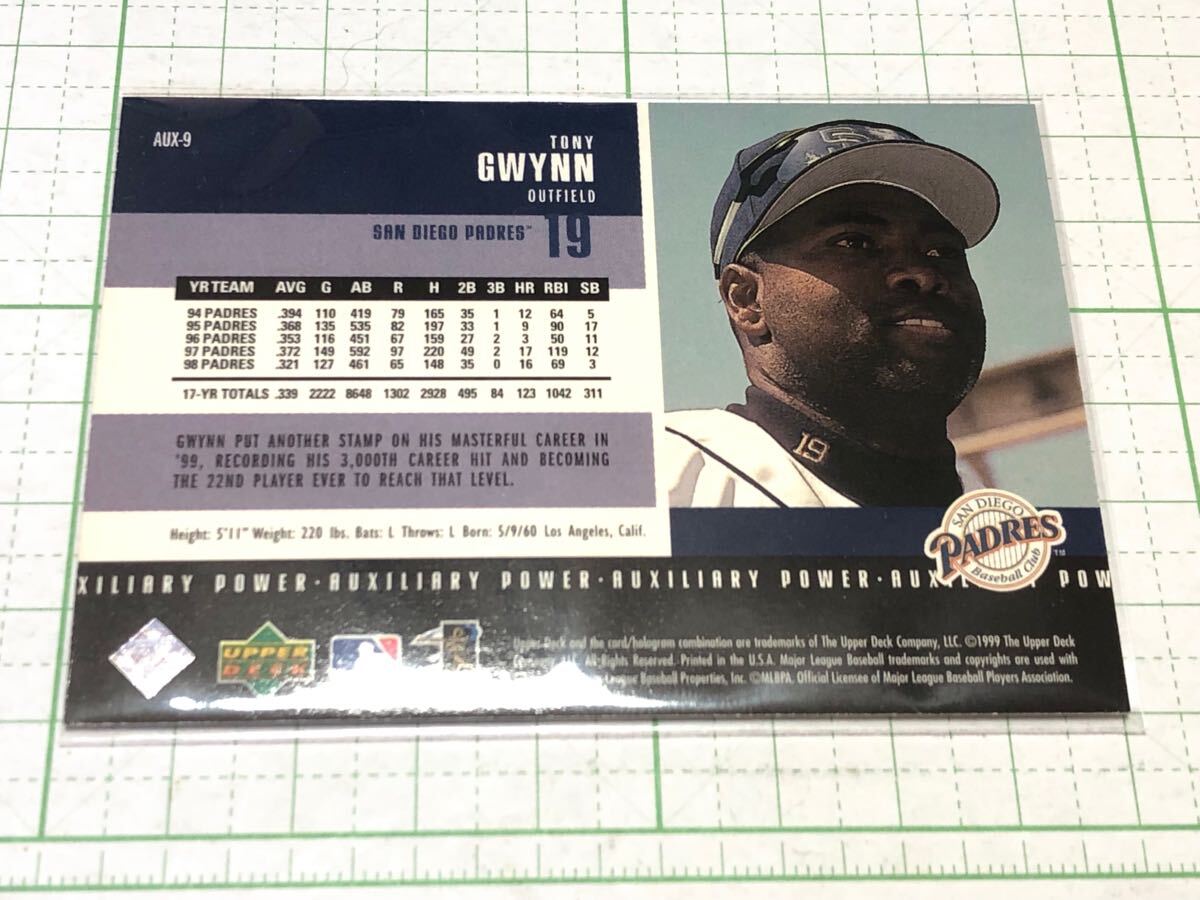 AUX-9
TONY
GWYNN
OUTFIELD
SAN DIEGO PADRES™ 19
YR TEAM AVG G AB R H 2B 3B HR RBI SB
94 PADRES .394 110 419 79 165 35 1 12 64 5
95 PADRES .368 135 535 82 197 33 1 9 90 17
96 PADRES .353 116 451 67 159 27 2 3 50 11
97 PADRES .372 149 592 97 220 49 2 17 119 12
98 PADRES .321 127 461 65 148 35 0 16 69 3
17-YR TOTALS .339 2222 8648 1302 2928 495 84 123 1042 311
GWYNN PUT ANOTHER STAMP ON HIS MASTERFUL CAREER IN
'99, RECORDING HIS 3,000TH CAREER HIT AND BECOMING
THE 22ND PLAYER EVER TO REACH THAT LEVEL.
Height: 5'11" Weight: 220 lbs. Bats: L Throws: L Born: 5/9/60 Los Angeles, Calif.
19
SAN DIEGO
PADRES™
Baseball Club
XILIARY POWER · AUXILIARY POWER · AUXILIARY POWER · AUX POW
UPPER
DECK
Upper Deck and the card/hologram combination are trademarks of The Upper Deck Company, LLC. ©1999 The Upper Deck
All Rights Reserved. Printed in the U.S.A. Major League Baseball trademarks and copyrights are used with
Baseball Properties, Inc. ©MLBPA. Official Licensee of Major League Baseball Players Association.